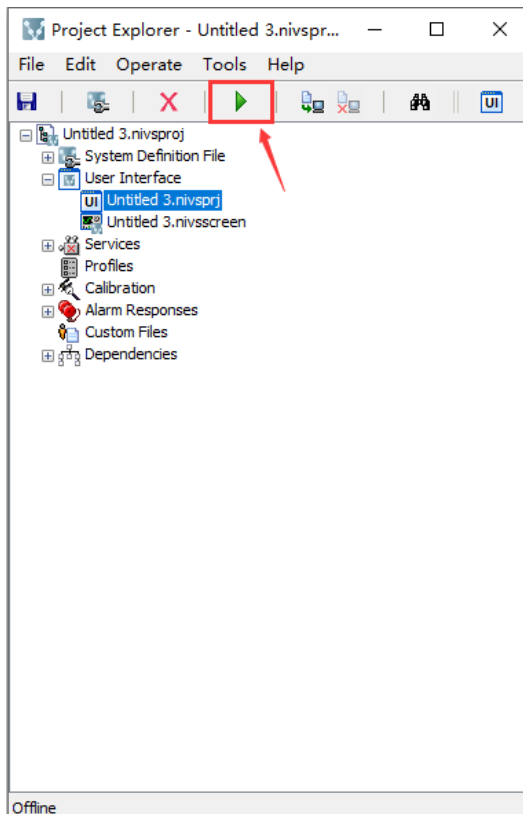 Project Explorer - Untitled 3.nivspr...
File Edit Operate Tools Help
UI
Untitled 3.nivsproj
System Definition File
User Interface
UI Untitled 3.nivsprj
Untitled 3.nivsscreen
Services
Profiles
Calibration
Alarm Responses
Custom Files
Dependencies
Offline